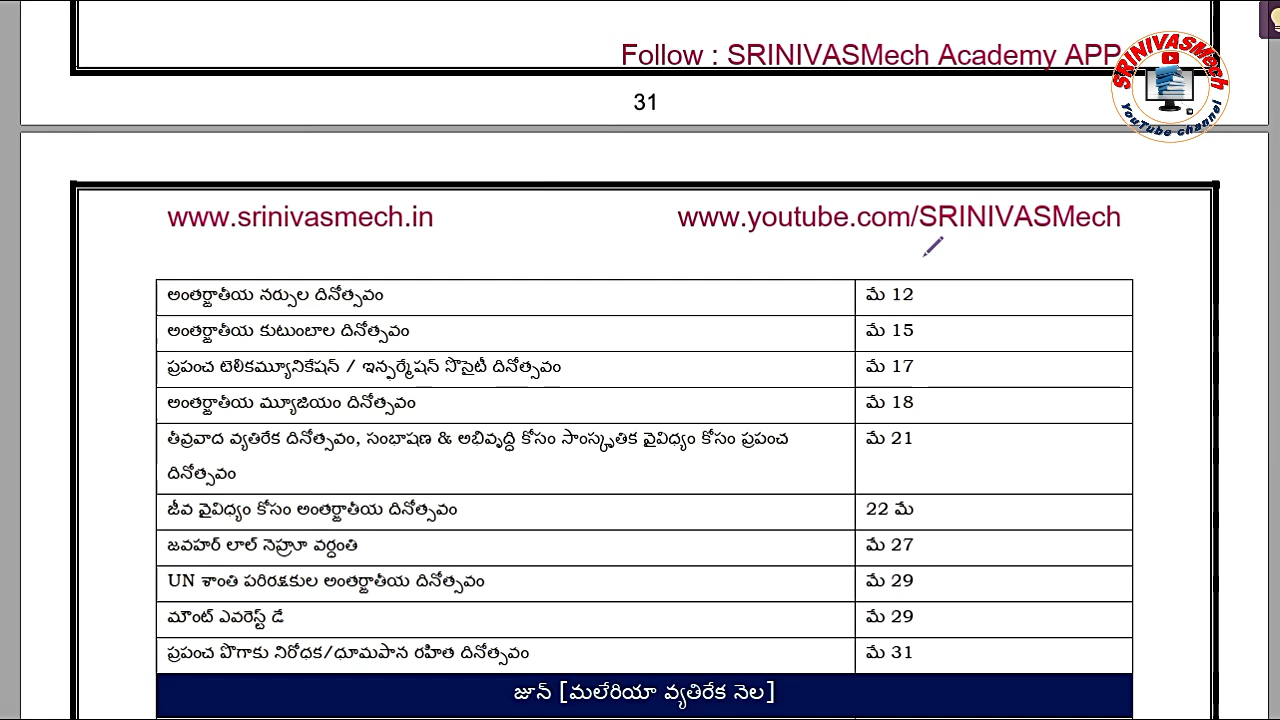 Follow : SRINIVASMech Academy APP
SRINIVASMech
YouTube channel
31
www.srinivasmech.in www.youtube.com/SRINIVASMech
అంతర్జాతీయ నర్సుల దినోత్సవం మే 12
అంతర్జాతీయ కుటుంబాల దినోత్సవం మే 15
ప్రపంచ టెలికమ్యూనికేషన్ / ఇన్ఫర్మేషన్ సొసైటీ దినోత్సవం మే 17
అంతర్జాతీయ మ్యూజియం దినోత్సవం మే 18
తీవ్రవాద వ్యతిరేక దినోత్సవం, సంభాషణ & అభివృద్ధి కోసం సాంస్కృతిక వైవిధ్యం కోసం ప్రపంచ మే 21
దినోత్సవం
జీవ వైవిధ్యం కోసం అంతర్జాతీయ దినోత్సవం 22 మే
జవహర్ లాల్ నెహ్రూ వర్ధంతి మే 27
UN శాంతి పరిరక్షకుల అంతర్జాతీయ దినోత్సవం మే 29
మౌంట్ ఎవరెస్ట్ డే మే 29
ప్రపంచ పొగాకు నిరోధక/ధూమపాన రహిత దినోత్సవం మే 31
జూన్ [మలేరియా వ్యతిరేక నెల]